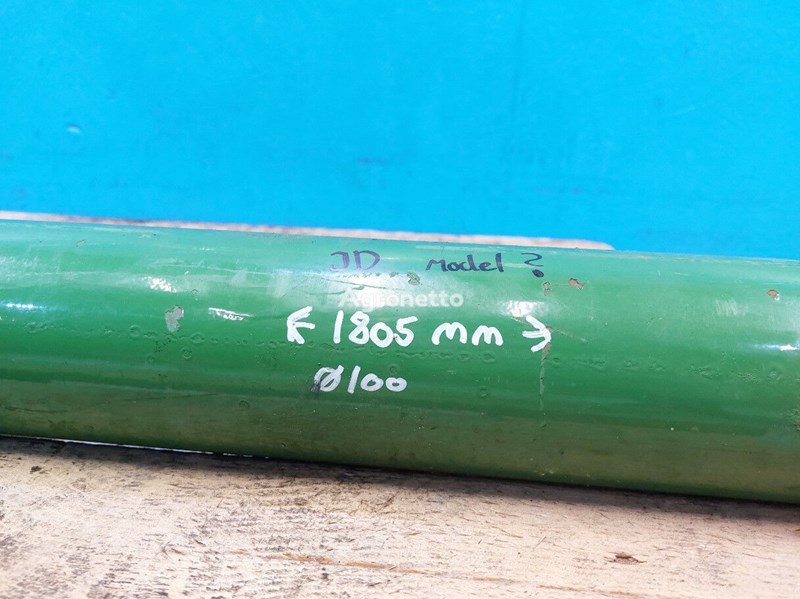 JD Model ?
Agronetto
← 1805 mm →
Ø100